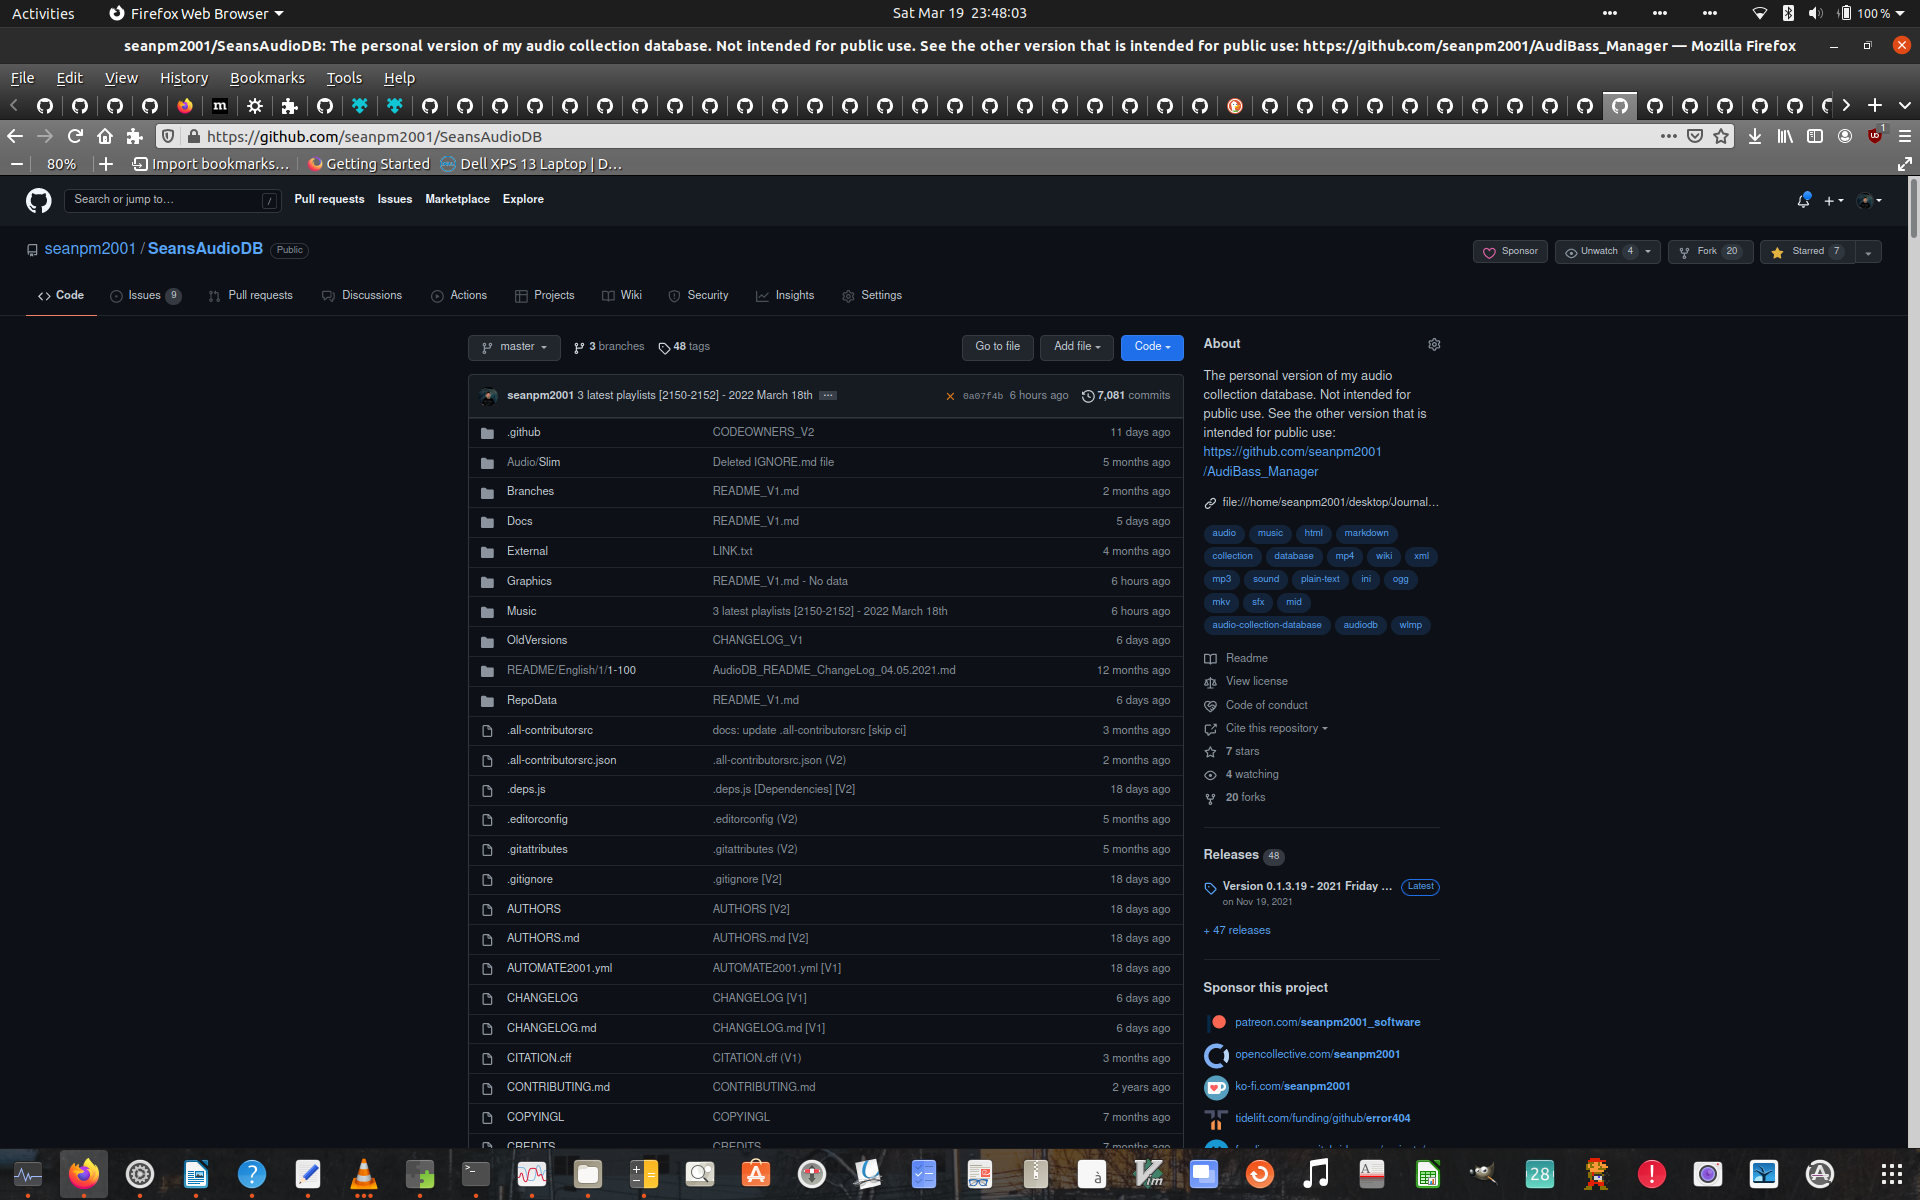 Activities Firefox Web Browser Sat Mar 19 23:48:03 100 %
seanpm2001/SeansAudioDB: The personal version of my audio collection database. Not intended for public use. See the other version that is intended for public use: https://github.com/seanpm2001/AudiBass_Manager — Mozilla Firefox
File Edit View History Bookmarks Tools Help
https://github.com/seanpm2001/SeansAudioDB
80% Import bookmarks... Getting Started Dell XPS 13 Laptop | D...
Search or jump to... / Pull requests Issues Marketplace Explore
seanpm2001 / SeansAudioDB Public Sponsor Unwatch 4 Fork 20 Starred 7
Code Issues 9 Pull requests Discussions Actions Projects Wiki Security Insights Settings
master 3 branches 48 tags Go to file Add file Code
seanpm2001 3 latest playlists [2150-2152] - 2022 March 18th ... 0a07f4b 6 hours ago 7,081 commits
.github CODEOWNERS_V2 11 days ago
Audio/Slim Deleted IGNORE.md file 5 months ago
Branches README_V1.md 2 months ago
Docs README_V1.md 5 days ago
External LINK.txt 4 months ago
Graphics README_V1.md - No data 6 hours ago
Music 3 latest playlists [2150-2152] - 2022 March 18th 6 hours ago
OldVersions CHANGELOG_V1 6 days ago
README/English/1/1-100 AudioDB_README_ChangeLog_04.05.2021.md 12 months ago
RepoData README_V1.md 6 days ago
.all-contributorsrc docs: update .all-contributorsrc [skip ci] 3 months ago
.all-contributorsrc.json .all-contributorsrc.json (V2) 2 months ago
.deps.js .deps.js [Dependencies] [V2] 18 days ago
.editorconfig .editorconfig (V2) 5 months ago
.gitattributes .gitattributes (V2) 5 months ago
.gitignore .gitignore [V2] 18 days ago
AUTHORS AUTHORS [V2] 18 days ago
AUTHORS.md AUTHORS.md [V2] 18 days ago
AUTOMATE2001.yml AUTOMATE2001.yml [V1] 18 days ago
CHANGELOG CHANGELOG [V1] 6 days ago
CHANGELOG.md CHANGELOG.md [V1] 6 days ago
CITATION.cff CITATION.cff (V1) 3 months ago
CONTRIBUTING.md CONTRIBUTING.md 2 years ago
COPYINGL COPYINGL 7 months ago
CREDITS CREDITS 7 months ago
About
The personal version of my audio
collection database. Not intended for
public use. See the other version that is
intended for public use:
https://github.com/seanpm2001
/AudiBass_Manager
file:///home/seanpm2001/desktop/Journal...
audio music html markdown
collection database mp4 wiki xml
mp3 sound plain-text ini ogg
mkv sfx mid
audio-collection-database audiodb wlmp
Readme
View license
Code of conduct
Cite this repository
7 stars
4 watching
20 forks
Releases 48
Version 0.1.3.19 - 2021 Friday ... Latest
on Nov 19, 2021
+ 47 releases
Sponsor this project
patreon.com/seanpm2001_software
opencollective.com/seanpm2001
ko-fi.com/seanpm2001
tidelift.com/funding/github/error404
28